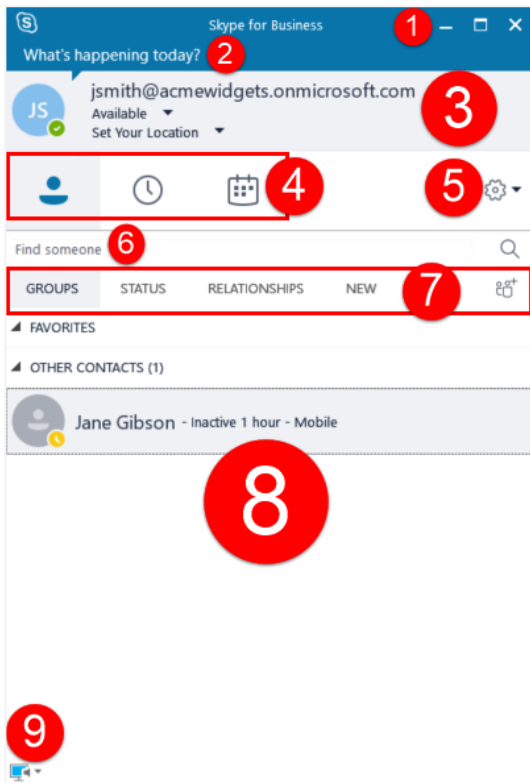 Skype for Business 1
What's happening today? 2
JS
jsmith@acmewidgets.onmicrosoft.com
Available
3
Set Your Location
4
5
Find someone 6
GROUPS STATUS RELATIONSHIPS NEW 7
FAVORITES
OTHER CONTACTS (1)
Jane Gibson - Inactive 1 hour - Mobile
8
9